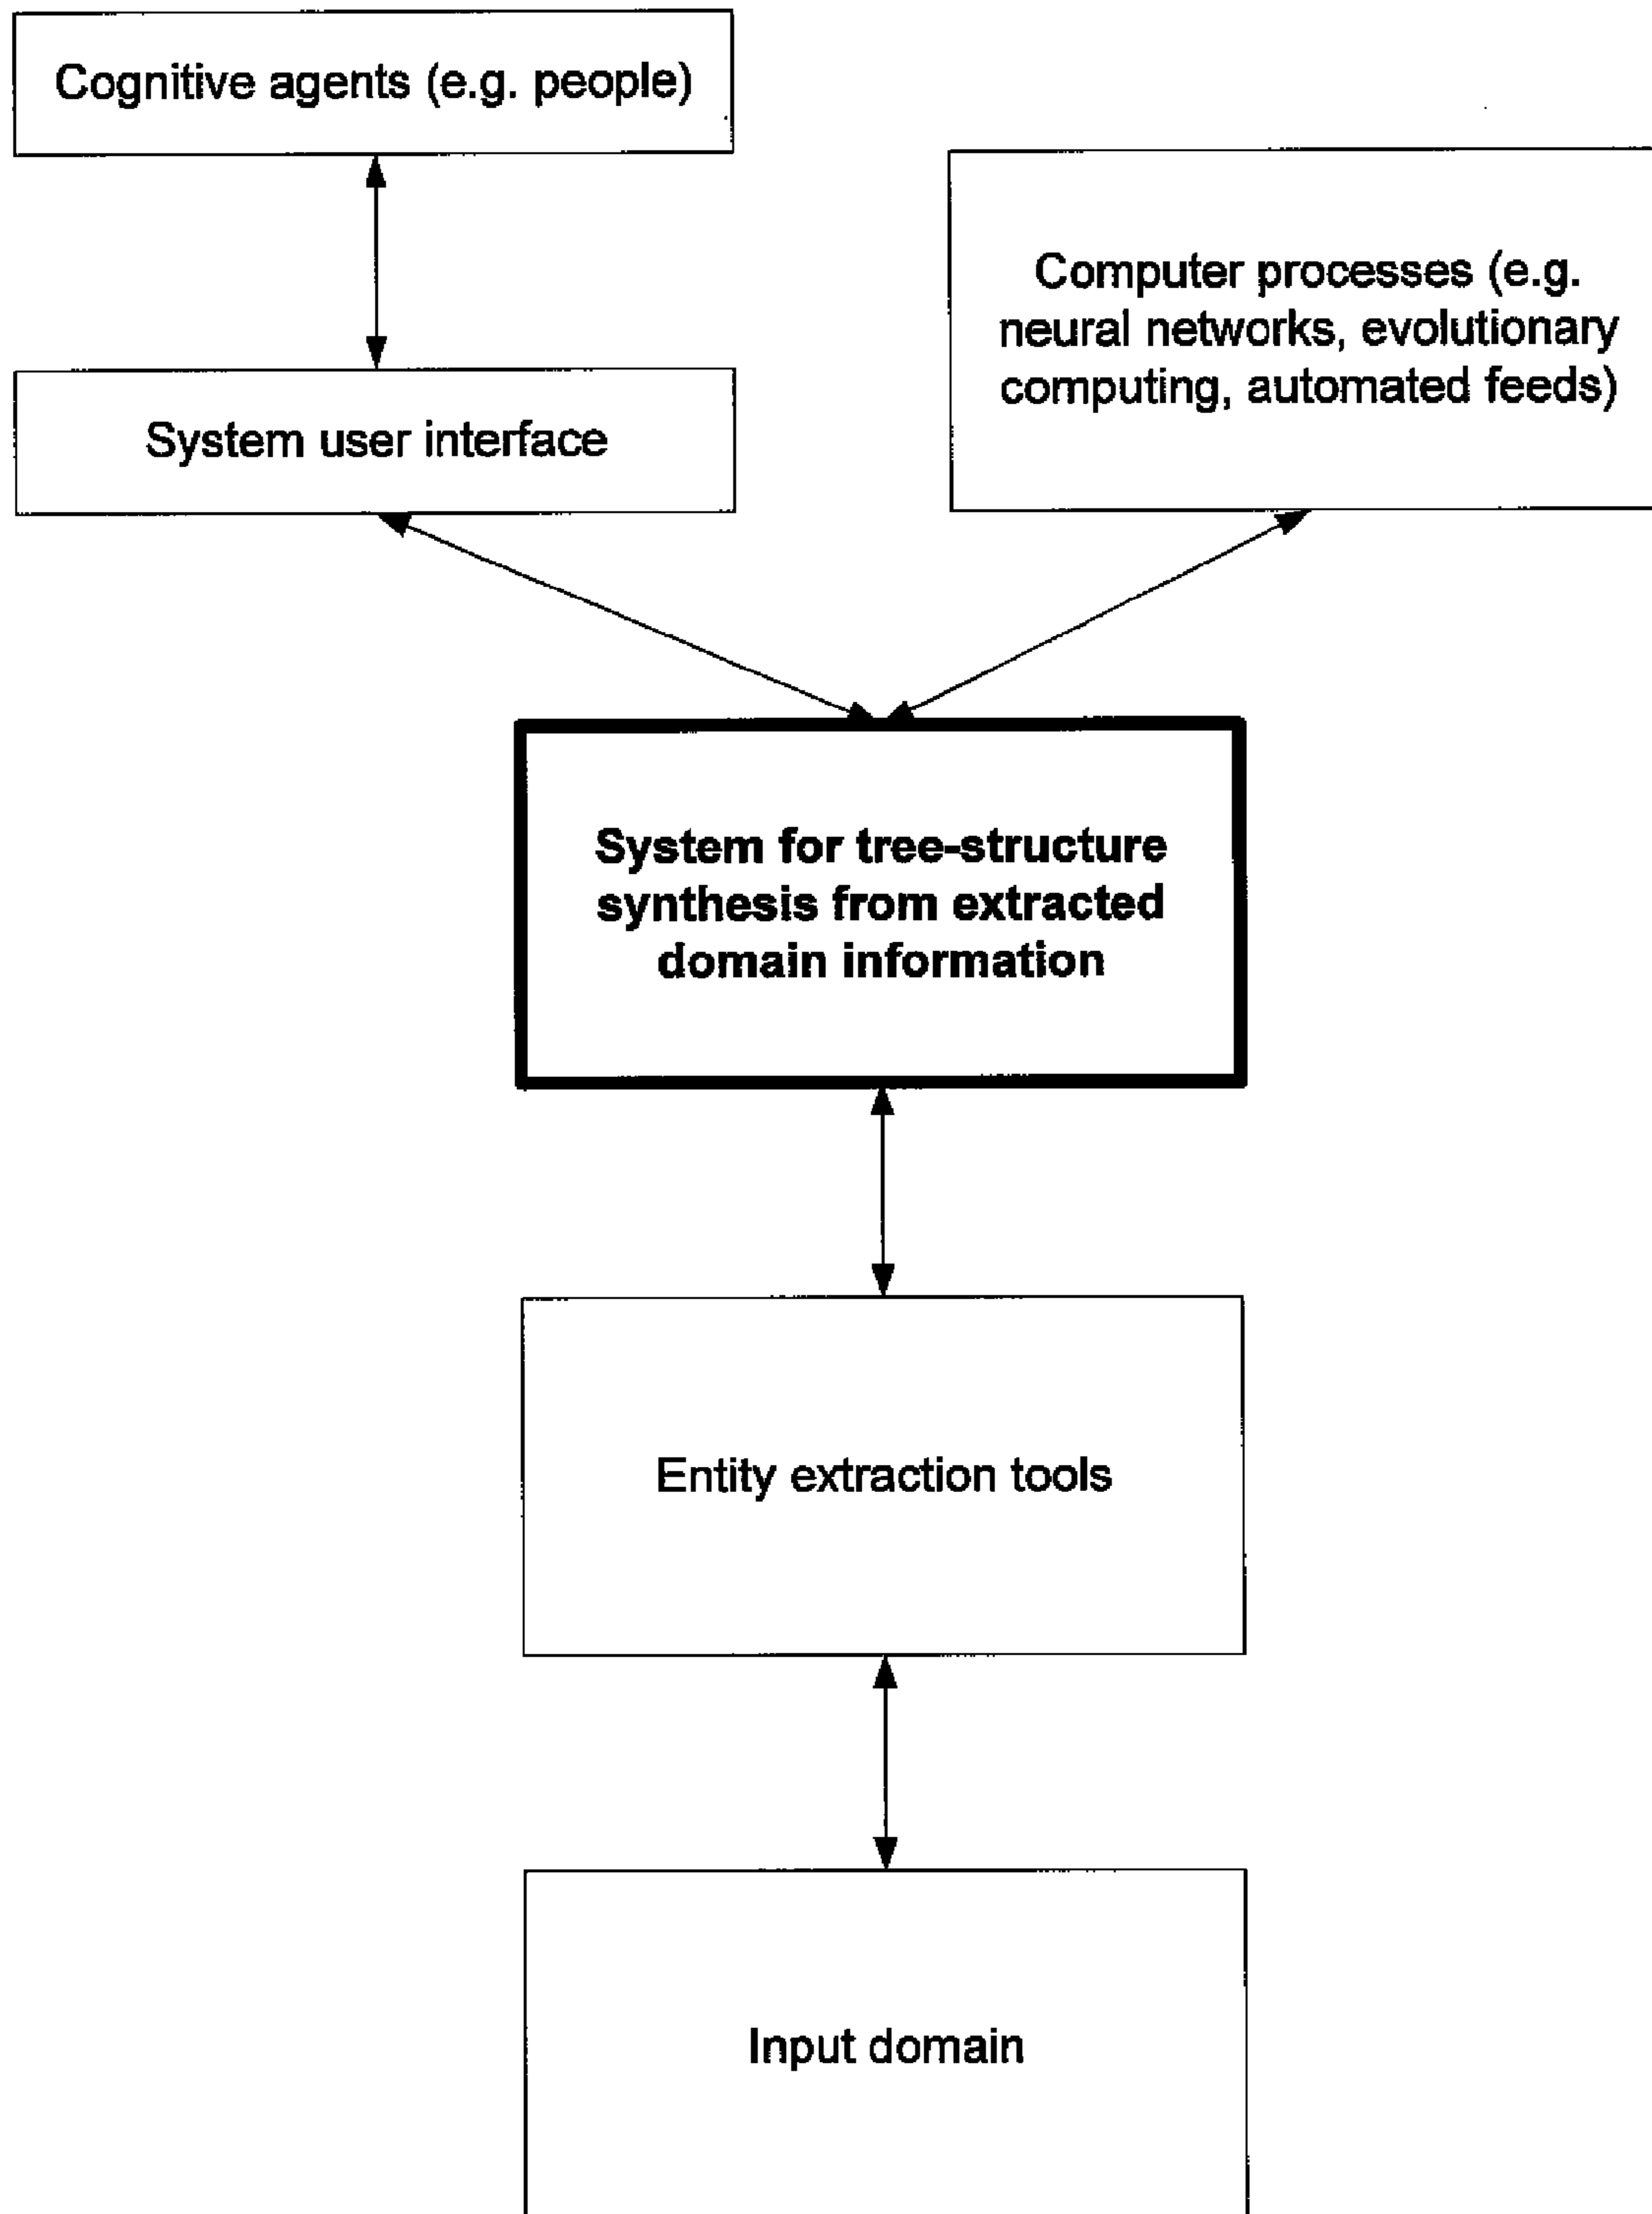 Cognitive agents (e.g. people)
System user interface
Computer processes (e.g.
neural networks, evolutionary
computing, automated feeds)
System for tree-structure
synthesis from extracted
domain information
Entity extraction tools
Input domain